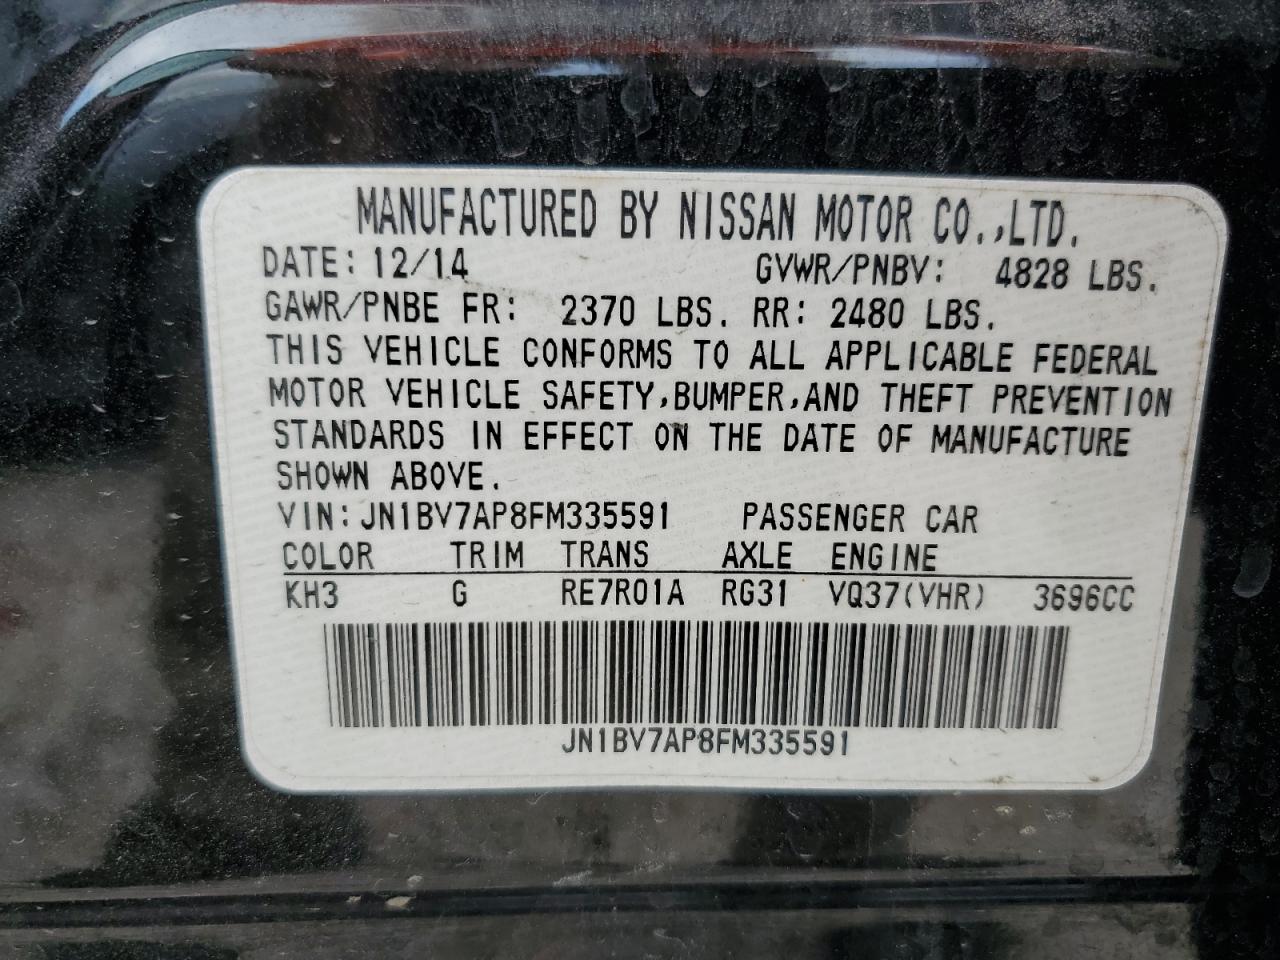 MANUFACTURED BY NISSAN MOTOR CO.,LTD.
DATE: 12/14 GVWR/PNBV: 4828 LBS.
GAWR/PNBE FR: 2370 LBS. RR: 2480 LBS.
THIS VEHICLE CONFORMS TO ALL APPLICABLE FEDERAL
MOTOR VEHICLE SAFETY,BUMPER,AND THEFT PREVENTION
STANDARDS IN EFFECT ON THE DATE OF MANUFACTURE
SHOWN ABOVE.
VIN:JN1BV7AP8FM335591 PASSENGER CAR
COLOR TRIM TRANS AXLE ENGINE
KH3 G RE7R01A RG31 VQ37(VHR) 3696CC
JN1BV7AP8FM335591